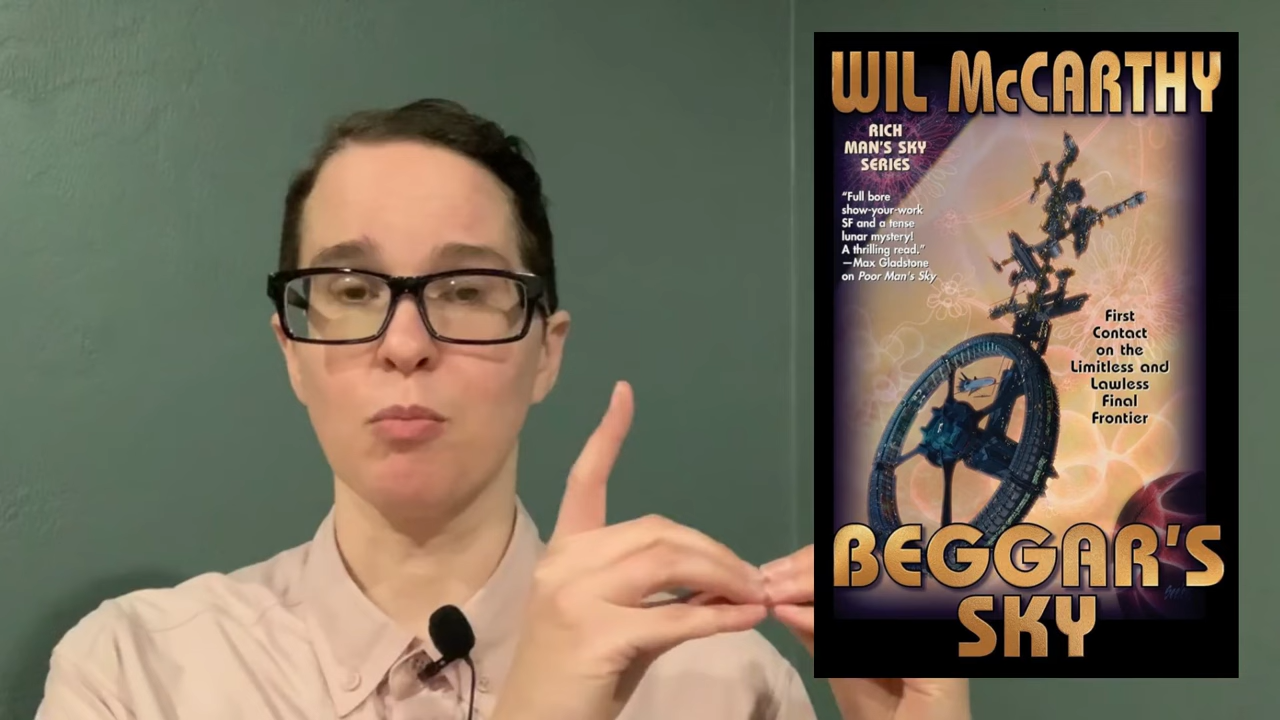 WIL McCARTHY
RICH
MAN'S SKY
SERIES
“Full bore
show-your-work
SF and a tense
lunar mystery!
A thrilling read.”
—Max Gladstone
on Poor Man's Sky
First
Contact
on the
Limitless and
Lawless
Final
Frontier
BEGGAR'S
SKY